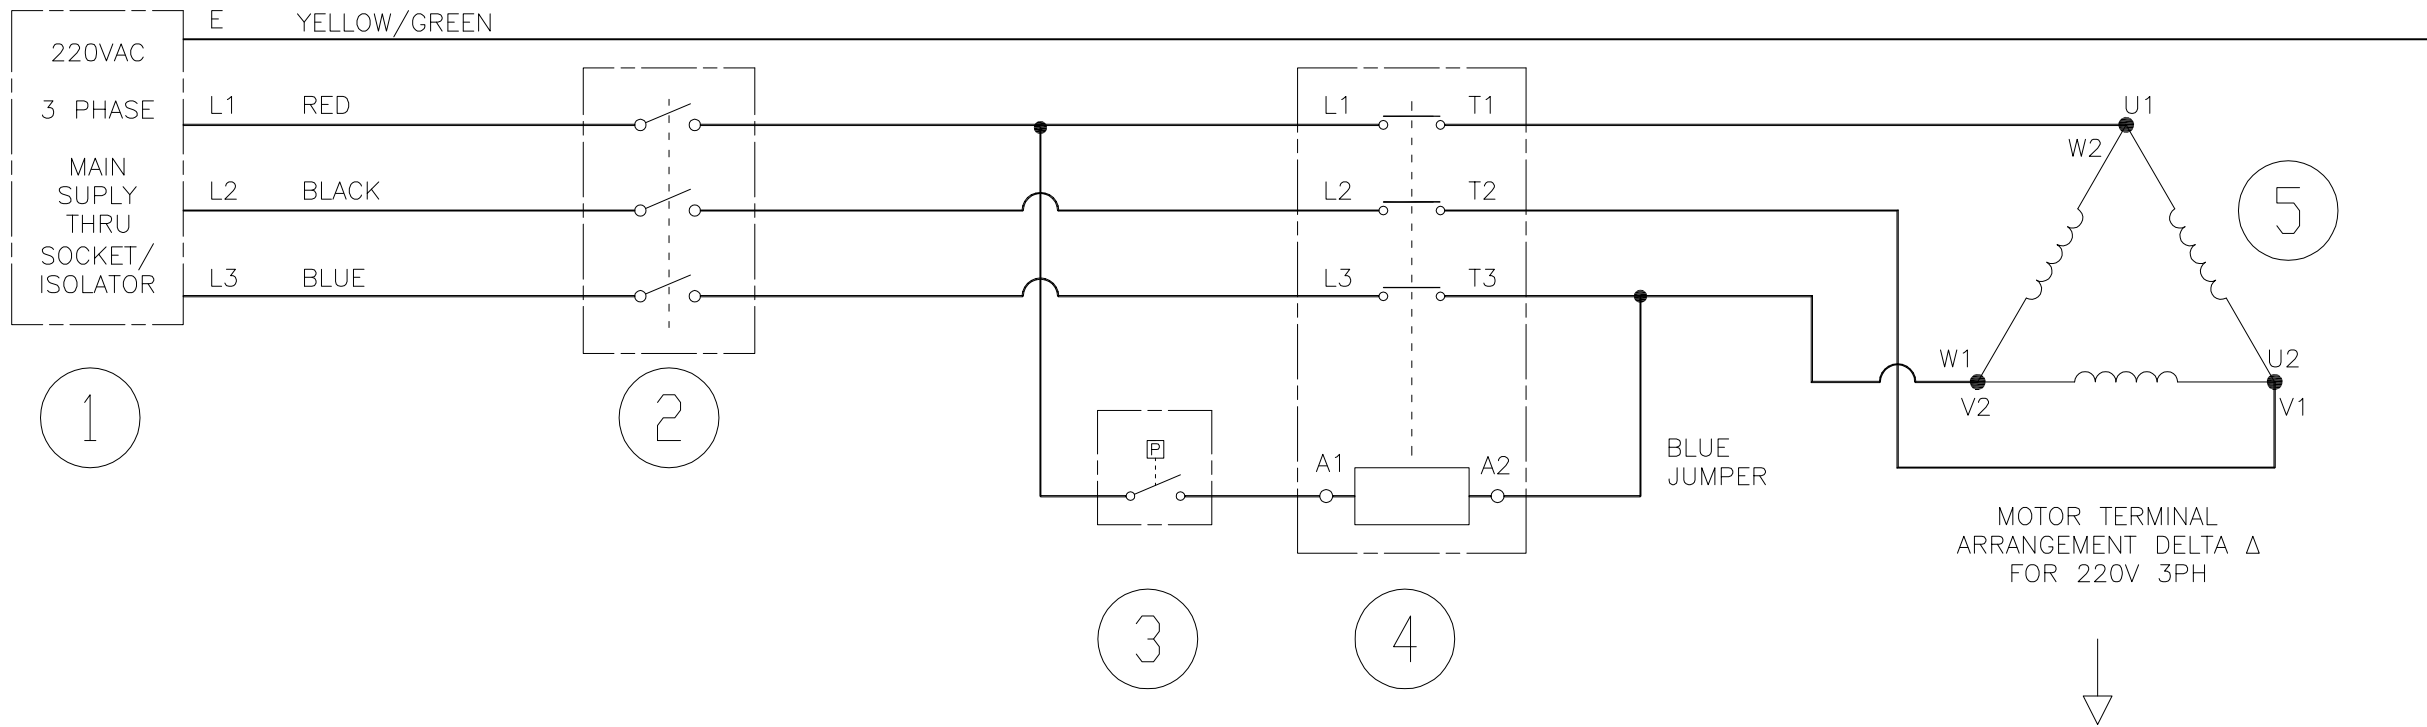 E YELLOW/GREEN
220VAC
3 PHASE
MAIN
SUPLY
THRU
SOCKET/
ISOLATOR
L1 RED
L2 BLACK
L3 BLUE
1
2
P
3
L1 T1
L2 T2
L3 T3
A1 A2
4
BLUE
JUMPER
U1
W2
W1
V2
U2
V1
5
MOTOR TERMINAL
ARRANGEMENT DELTA Δ
FOR 220V 3PH